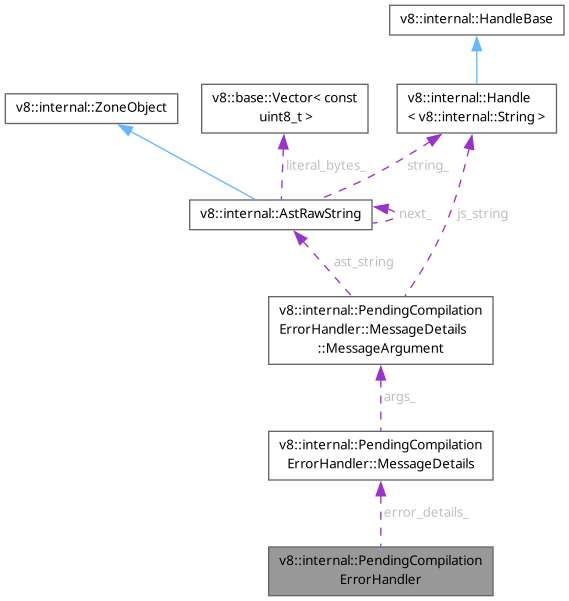 v8::internal::HandleBase
v8::internal::ZoneObject
v8::base::Vector< const
uint8_t >
v8::internal::Handle
< v8::internal::String >
literal_bytes_
string_
v8::internal::AstRawString
next_
js_string
ast_string
v8::internal::PendingCompilation
ErrorHandler::MessageDetails
::MessageArgument
args_
v8::internal::PendingCompilation
ErrorHandler::MessageDetails
error_details_
v8::internal::PendingCompilation
ErrorHandler